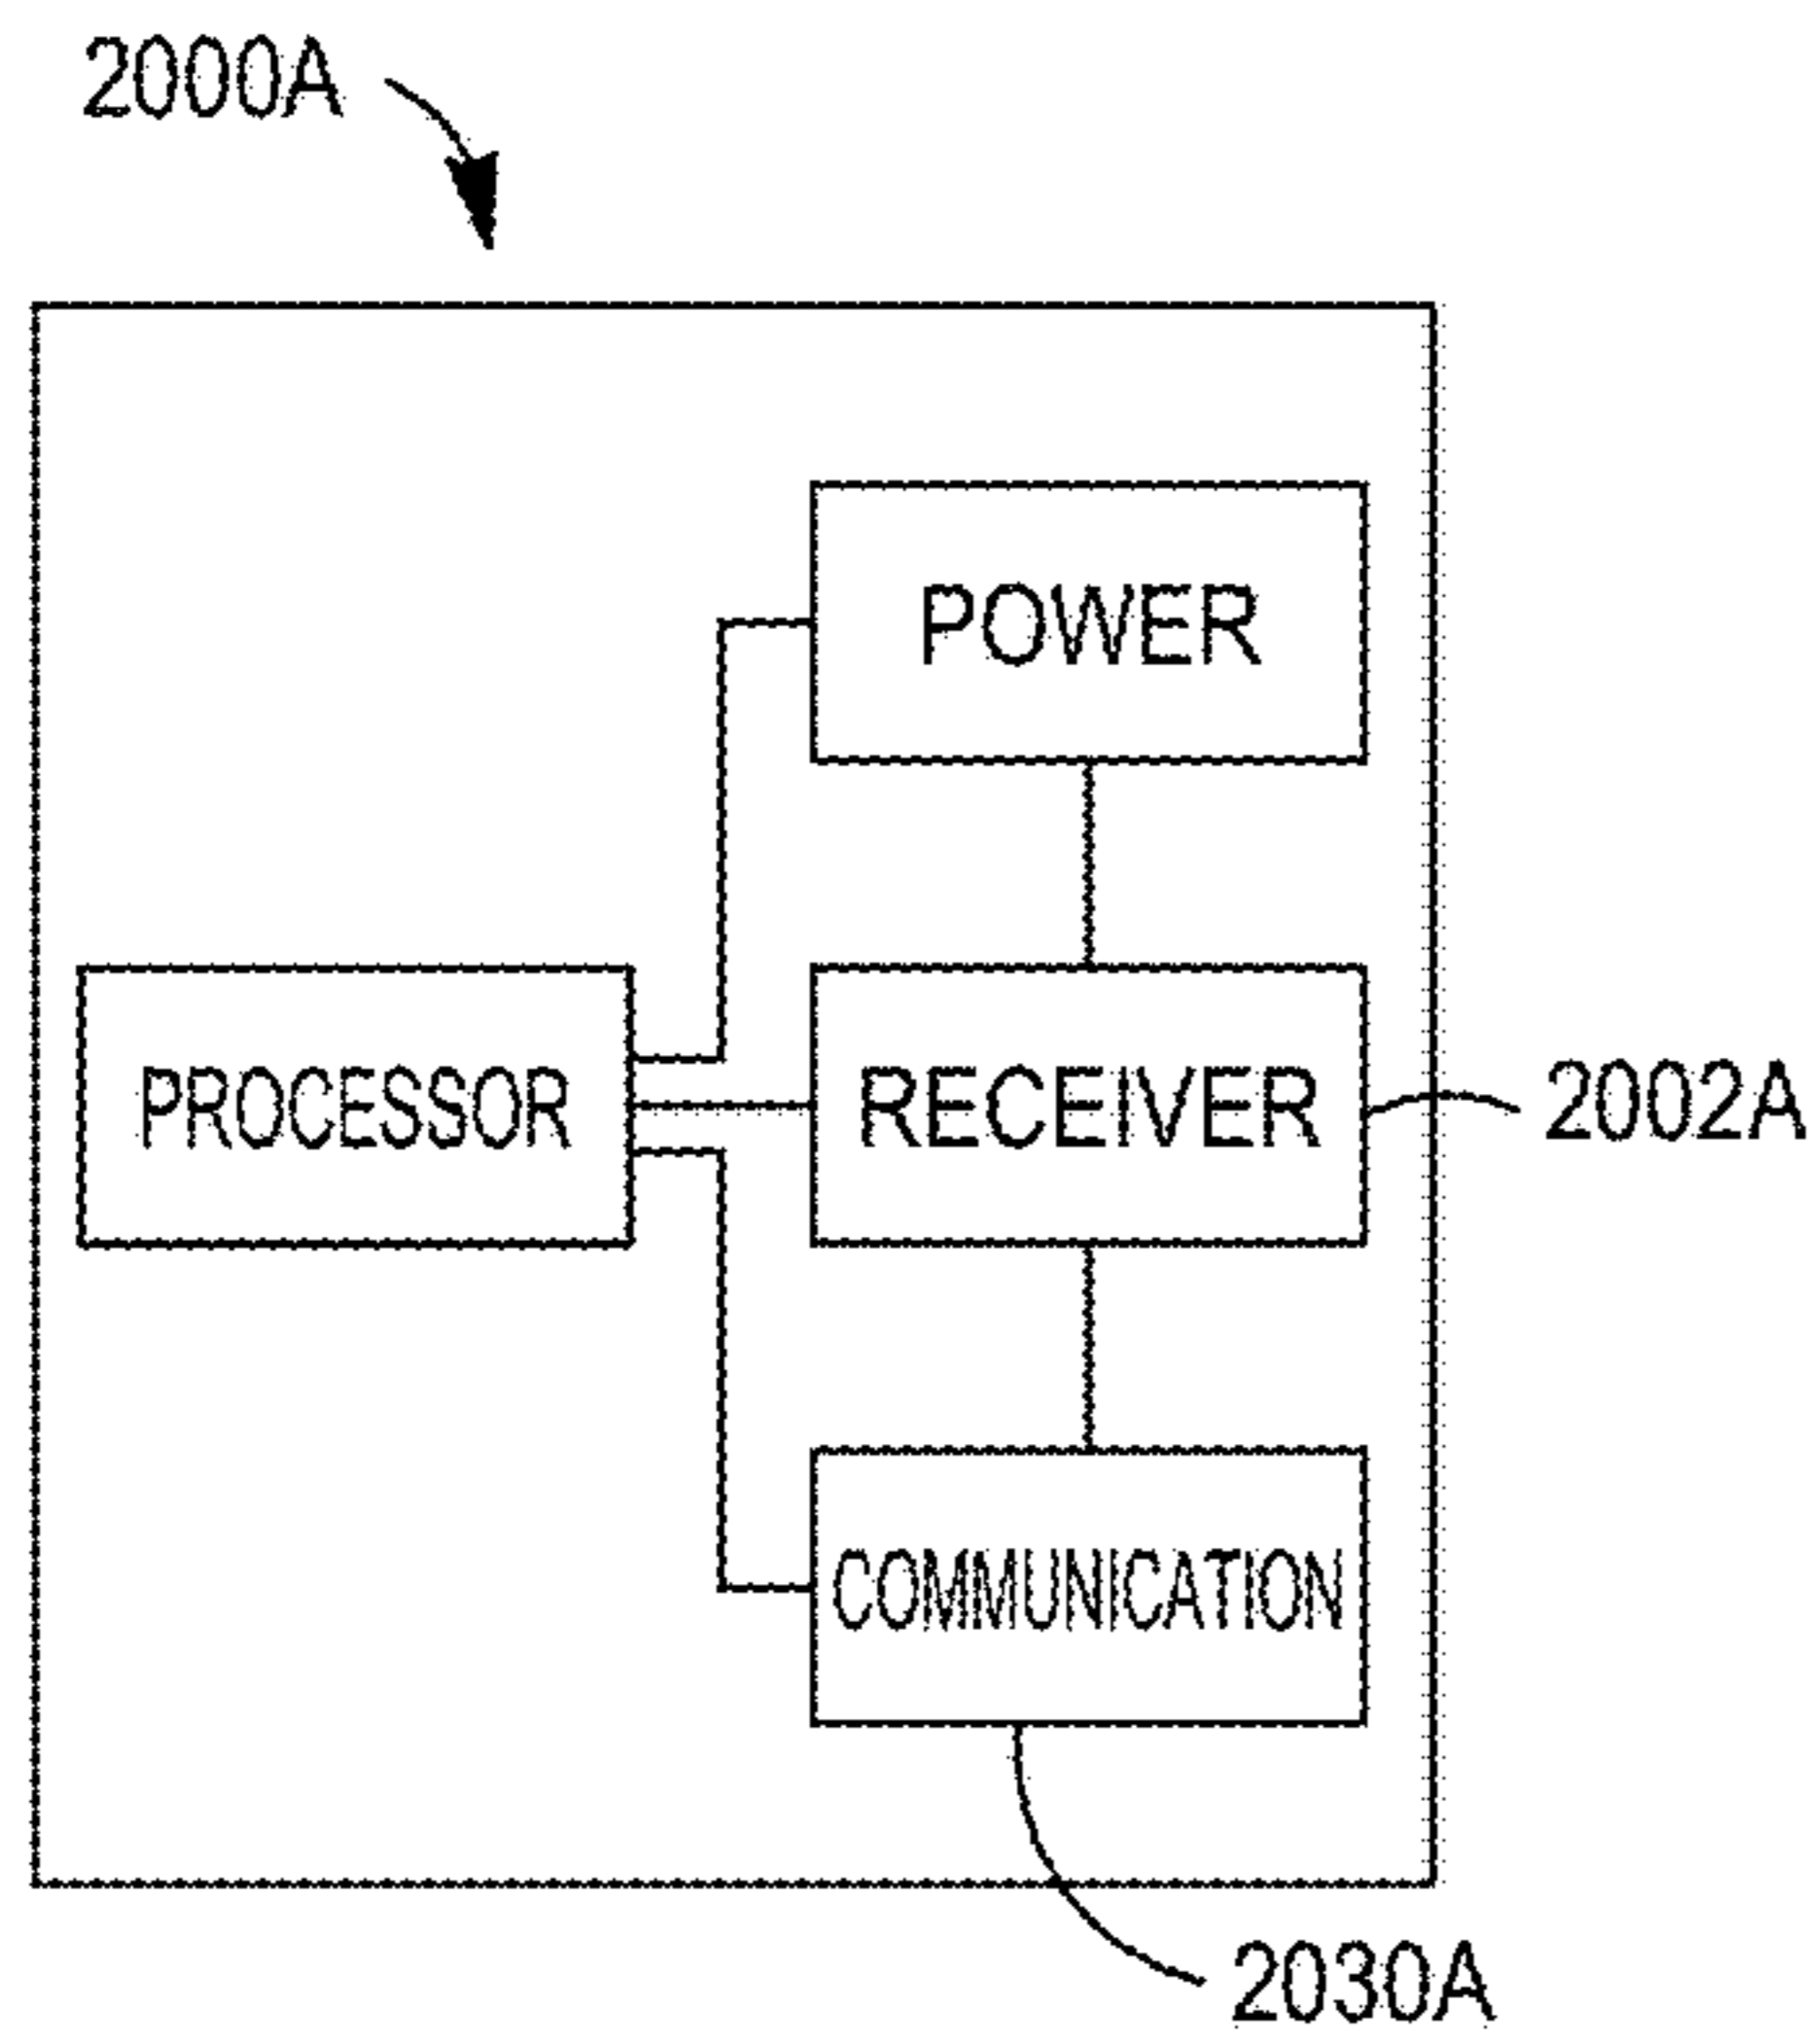 2000A
POWER
PROCESSOR
RECEIVER
2002A
COMMUNICATION
2030A